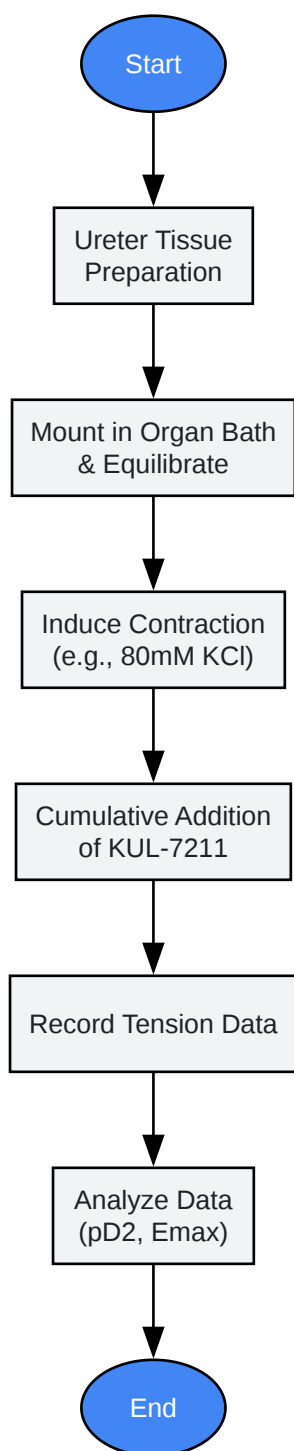 Start
Ureter Tissue
Preparation
Mount in Organ Bath
& Equilibrate
Induce Contraction
(e.g., 80mM KCl)
Cumulative Addition
of KUL-7211
Record Tension Data
Analyze Data
(pD2, Emax)
End